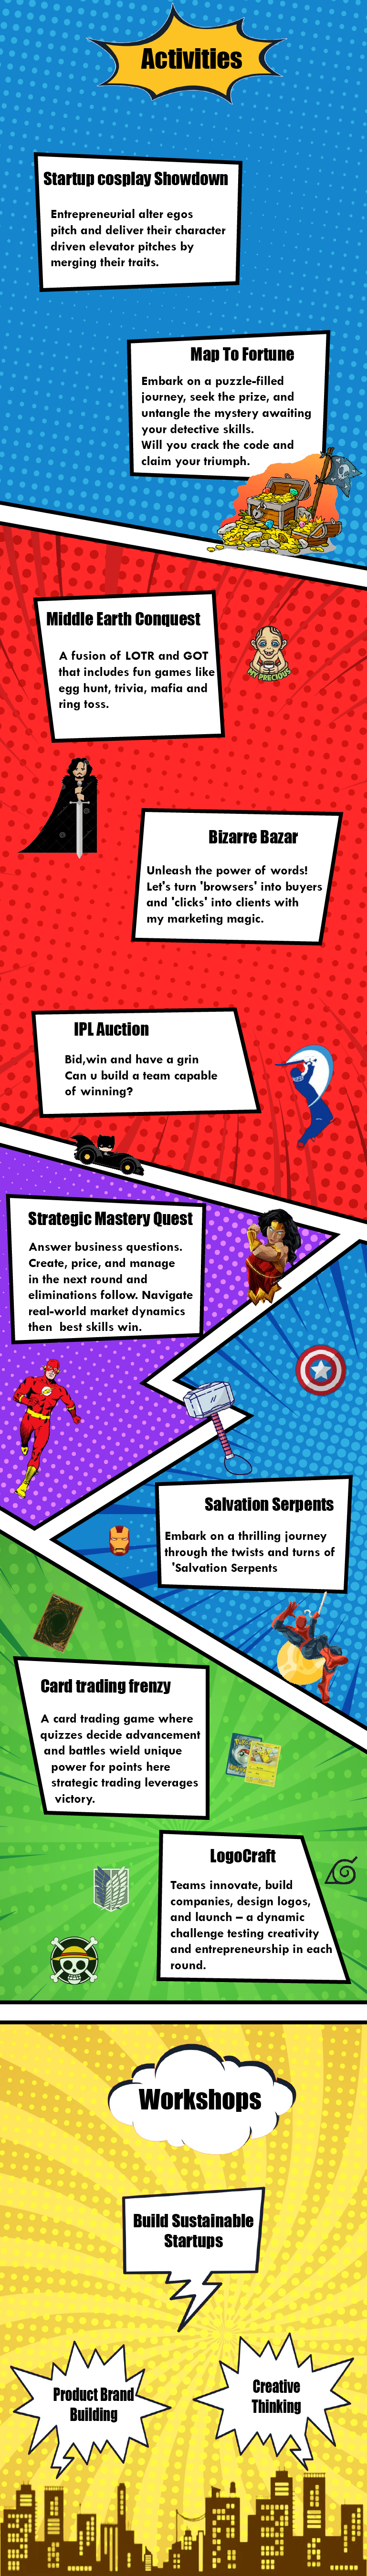 Activities
Startup cosplay Showdown
Entrepreneurial alter egos
pitch and deliver their character
driven elevator pitches by
merging their traits.
Map To Fortune
Embark on a puzzle-filled
journey, seek the prize, and
untangle the mystery awaiting
your detective skills.
Will you crack the code and
claim your triumph.
Middle Earth Conquest
A fusion of LOTR and GOT
that includes fun games like
egg hunt, trivia, mafia and
ring toss.
MY PRECIOUS
Bizarre Bazar
Unleash the power of words!
Let's turn 'browsers' into buyers
and 'clicks' into clients with
my marketing magic.
IPL Auction
Bid,win and have a grin
Can u build a team capable
of winning?
Strategic Mastery Quest
Answer business questions.
Create, price, and manage
in the next round and
eliminations follow. Navigate
real-world market dynamics
then best skills win.
Salvation Serpents
Embark on a thrilling journey
through the twists and turns of
'Salvation Serpents
Card trading frenzy
A card trading game where
quizzes decide advancement
and battles wield unique
power for points here
strategic trading leverages
victory.
LogoCraft
Teams innovate, build
companies, design logos,
and launch – a dynamic
challenge testing creativity
and entrepreneurship in each
round.
Workshops
Build Sustainable
Startups
Product Brand
Building
Creative
Thinking